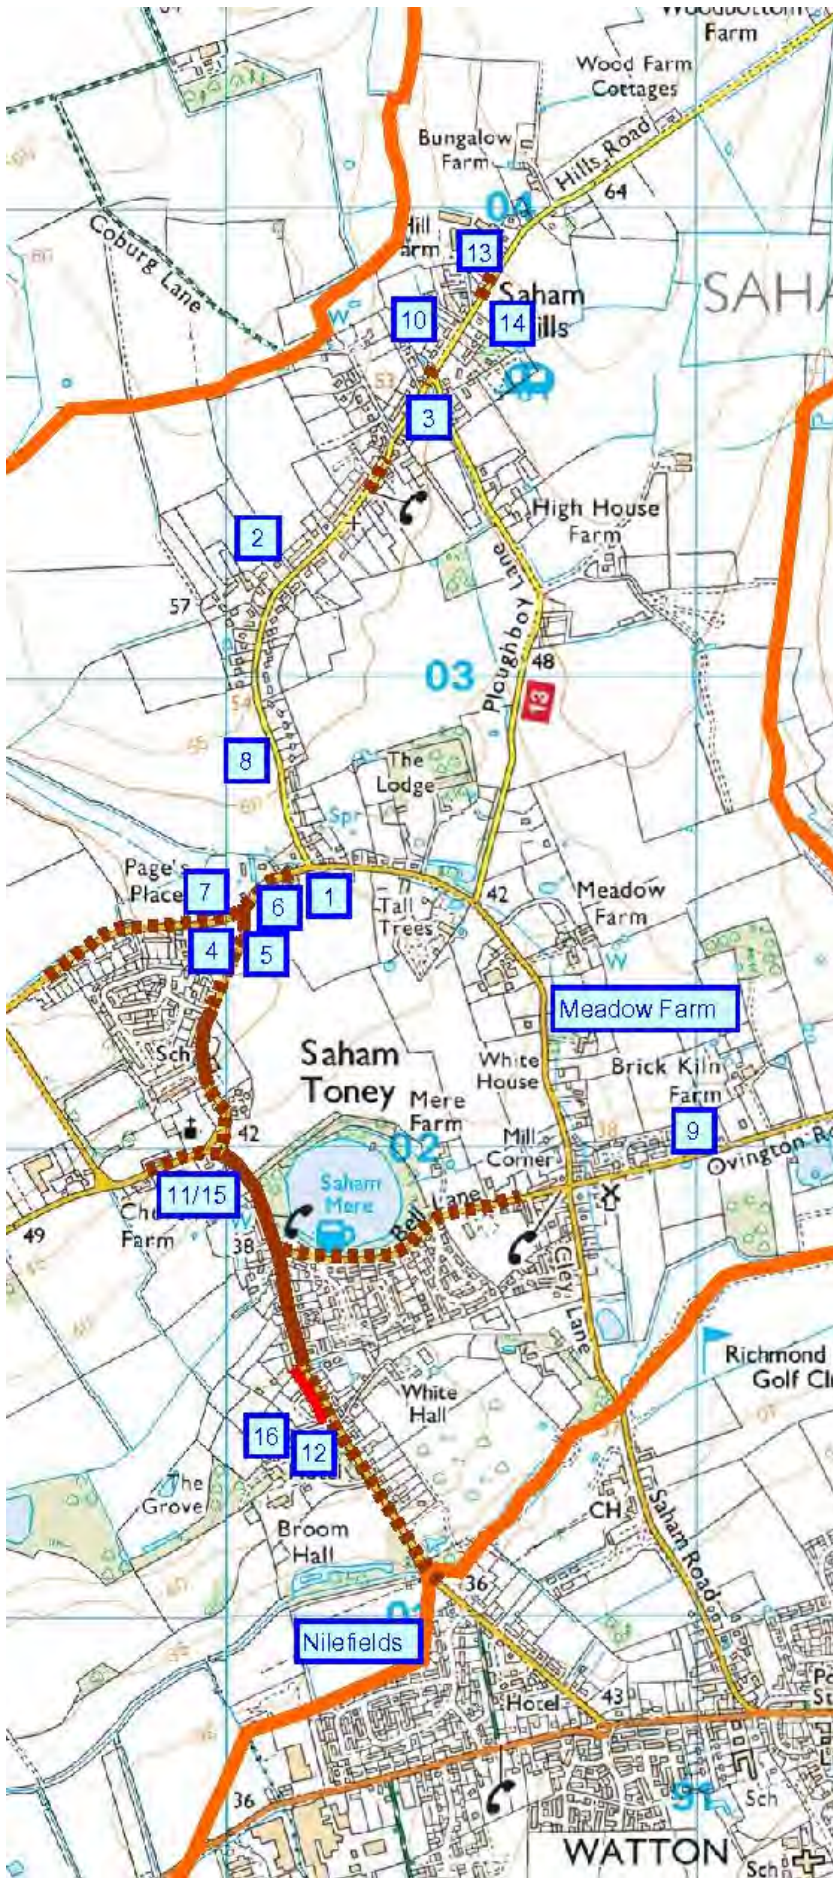 Farm
Wood Farm
Cottages
Bungalow
Farm
Hills Road
64
04
Coburg Lane
13
Saham
SAHA
10
14
W
53
3
High House
Farm
2
57
Ploughboy Lane
48
03
54
13
8
The
Lodge
Spr
Page's
Place
7
6
1
42
Tall
Trees
Meadow
Farm
4
5
W
Meadow Farm
Sch
Saham
Toney
White
House
Brick Kiln
Farm
Mere
Farm
9
42
02
Mill
Corner
38
Ovington Ro
11/15
Saham
Mere
Bell Lane
49
Farm
W
38
Cley
Lane
Richmond
Golf Cl
White
Hall
16
12
The
Grove
CH
Saham Road
Broom
Hall
36
01
Nilefields
Hotel
43
36
Sch
WATTON
Sch